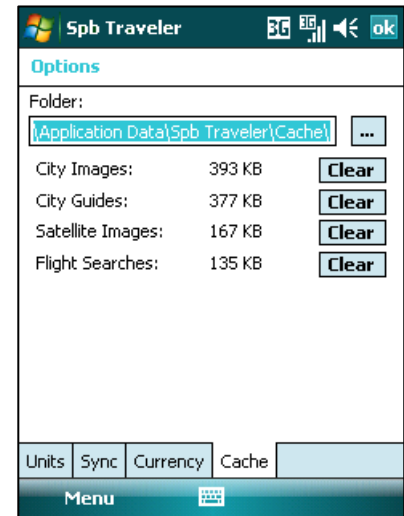 Spb Traveler 3G 3G ok
Options
Folder:
\Application Data\Spb Traveler\Cache\ ...
City Images: 393 KB Clear
City Guides: 377 KB Clear
Satellite Images: 167 KB Clear
Flight Searches: 135 KB Clear
Units Sync Currency Cache
Menu